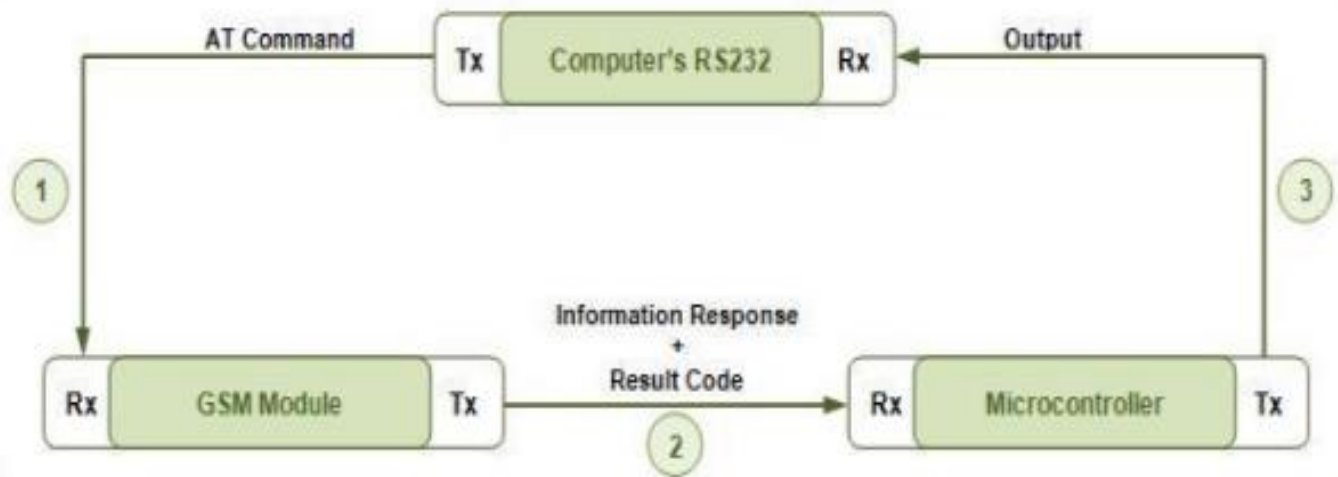 AT Command
Tx
Computer's RS232
Rx
Output
1
3
Information Response
+
Result Code
Rx
GSM Module
Tx
2
Rx
Microcontroller
Tx